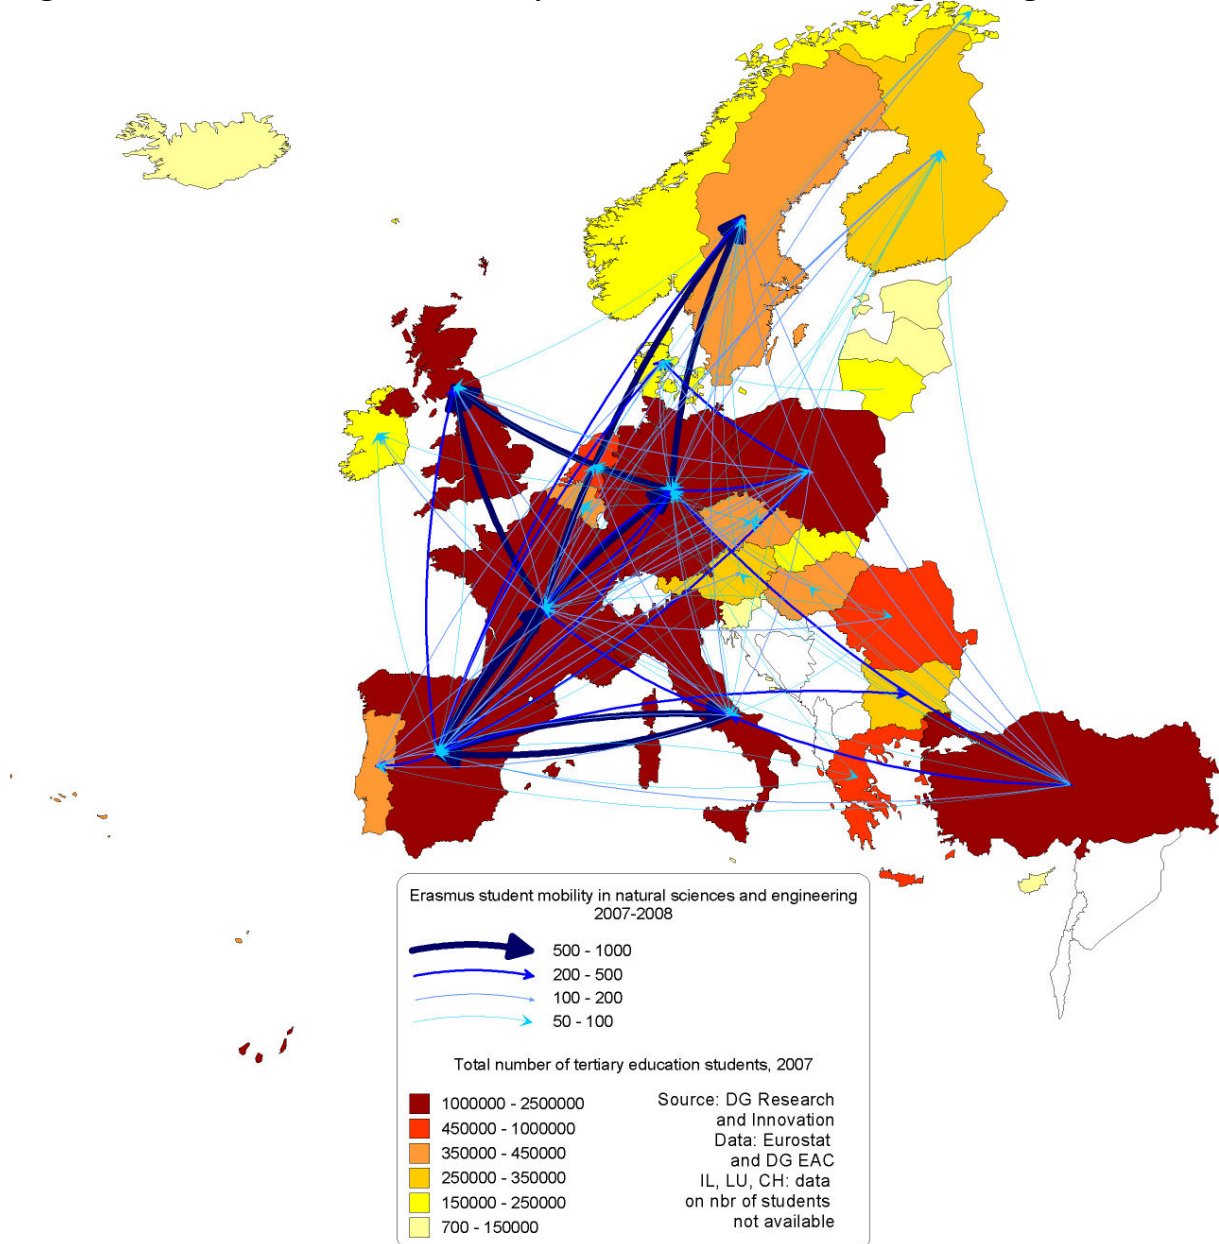 Erasmus student mobility in natural sciences and engineering
2007-2008
500 - 1000
200 - 500
100 - 200
50 - 100
Total number of tertiary education students, 2007
1000000 - 2500000
450000 - 1000000
350000 - 450000
250000 - 350000
150000 - 250000
700 - 150000
Source: DG Research
and Innovation
Data: Eurostat
and DG EAC
IL, LU, CH: data
on nbr of students
not available